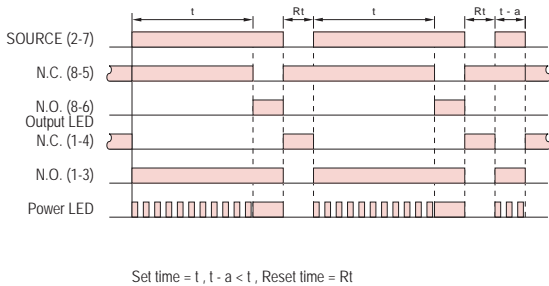 t Rt t Rt t - a
SOURCE (2-7)
N.C. (8-5)
N.O. (8-6)
Output LED
N.C. (1-4)
N.O. (1-3)
Power LED
Set time = t , t - a < t , Reset time = Rt